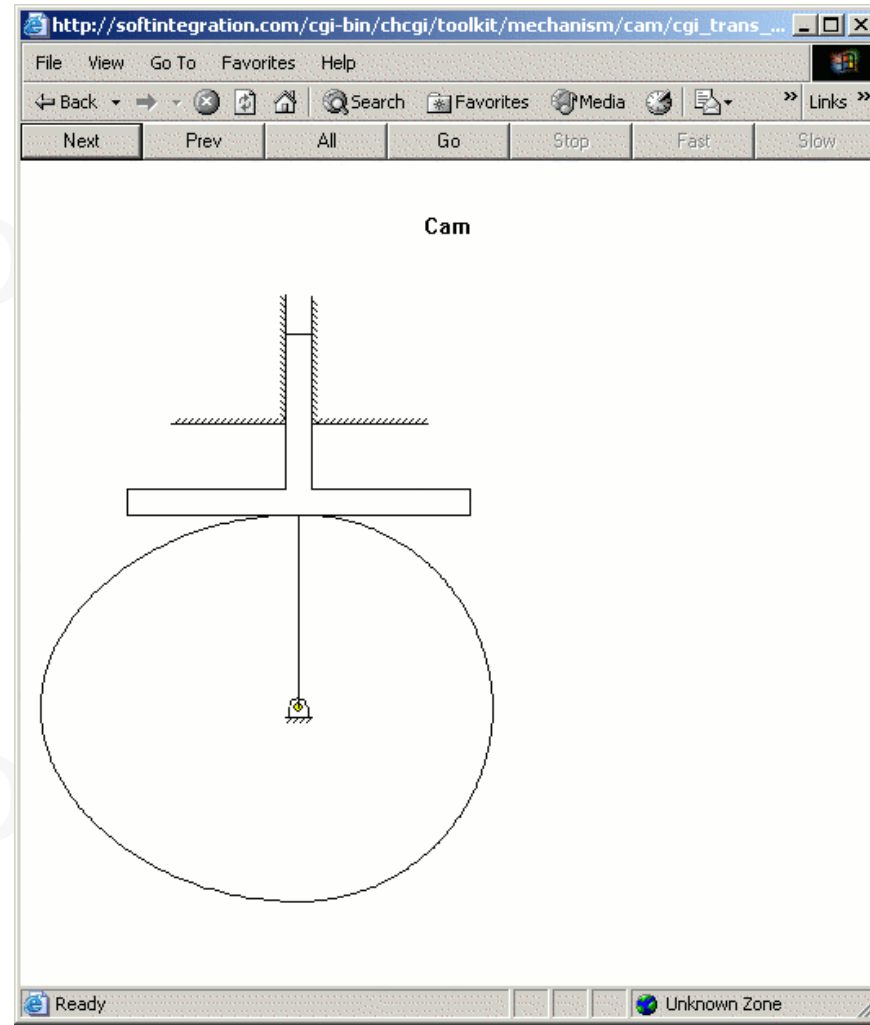 http://softintegration.com/cgi-bin/chcgi/toolkit/mechanism/cam/cgi_trans_...
File View Go To Favorites Help
Back Search Favorites Media » Links »
Next Prev All Go Stop Fast Slow
Cam
Ready Unknown Zone